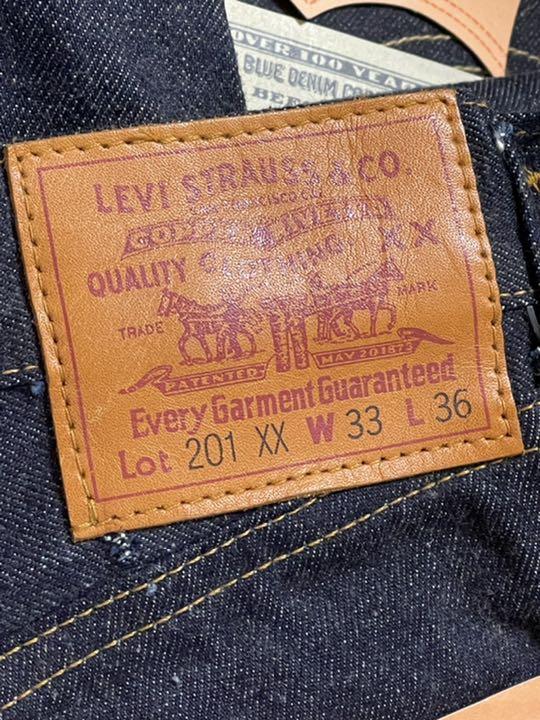 OVER 100 YEA
BLUE DENIM
BEE
LEVI STRAUSS & CO.
QUALITY CLOTHING XX
TRADE MARK
PATENTED MAY 20 1873
Every Garment Guaranteed
Lot 201 XX W 33 L 36